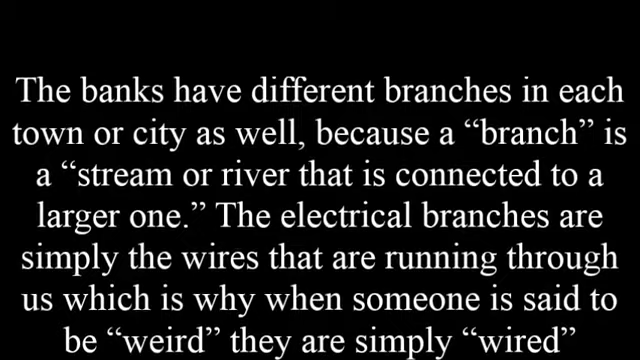 The banks have different branches in each
town or city as well, because a “branch” is
a “stream or river that is connected to a
larger one.” The electrical branches are
simply the wires that are running through
us which is why when someone is said to
be “weird” they are simply “wired”